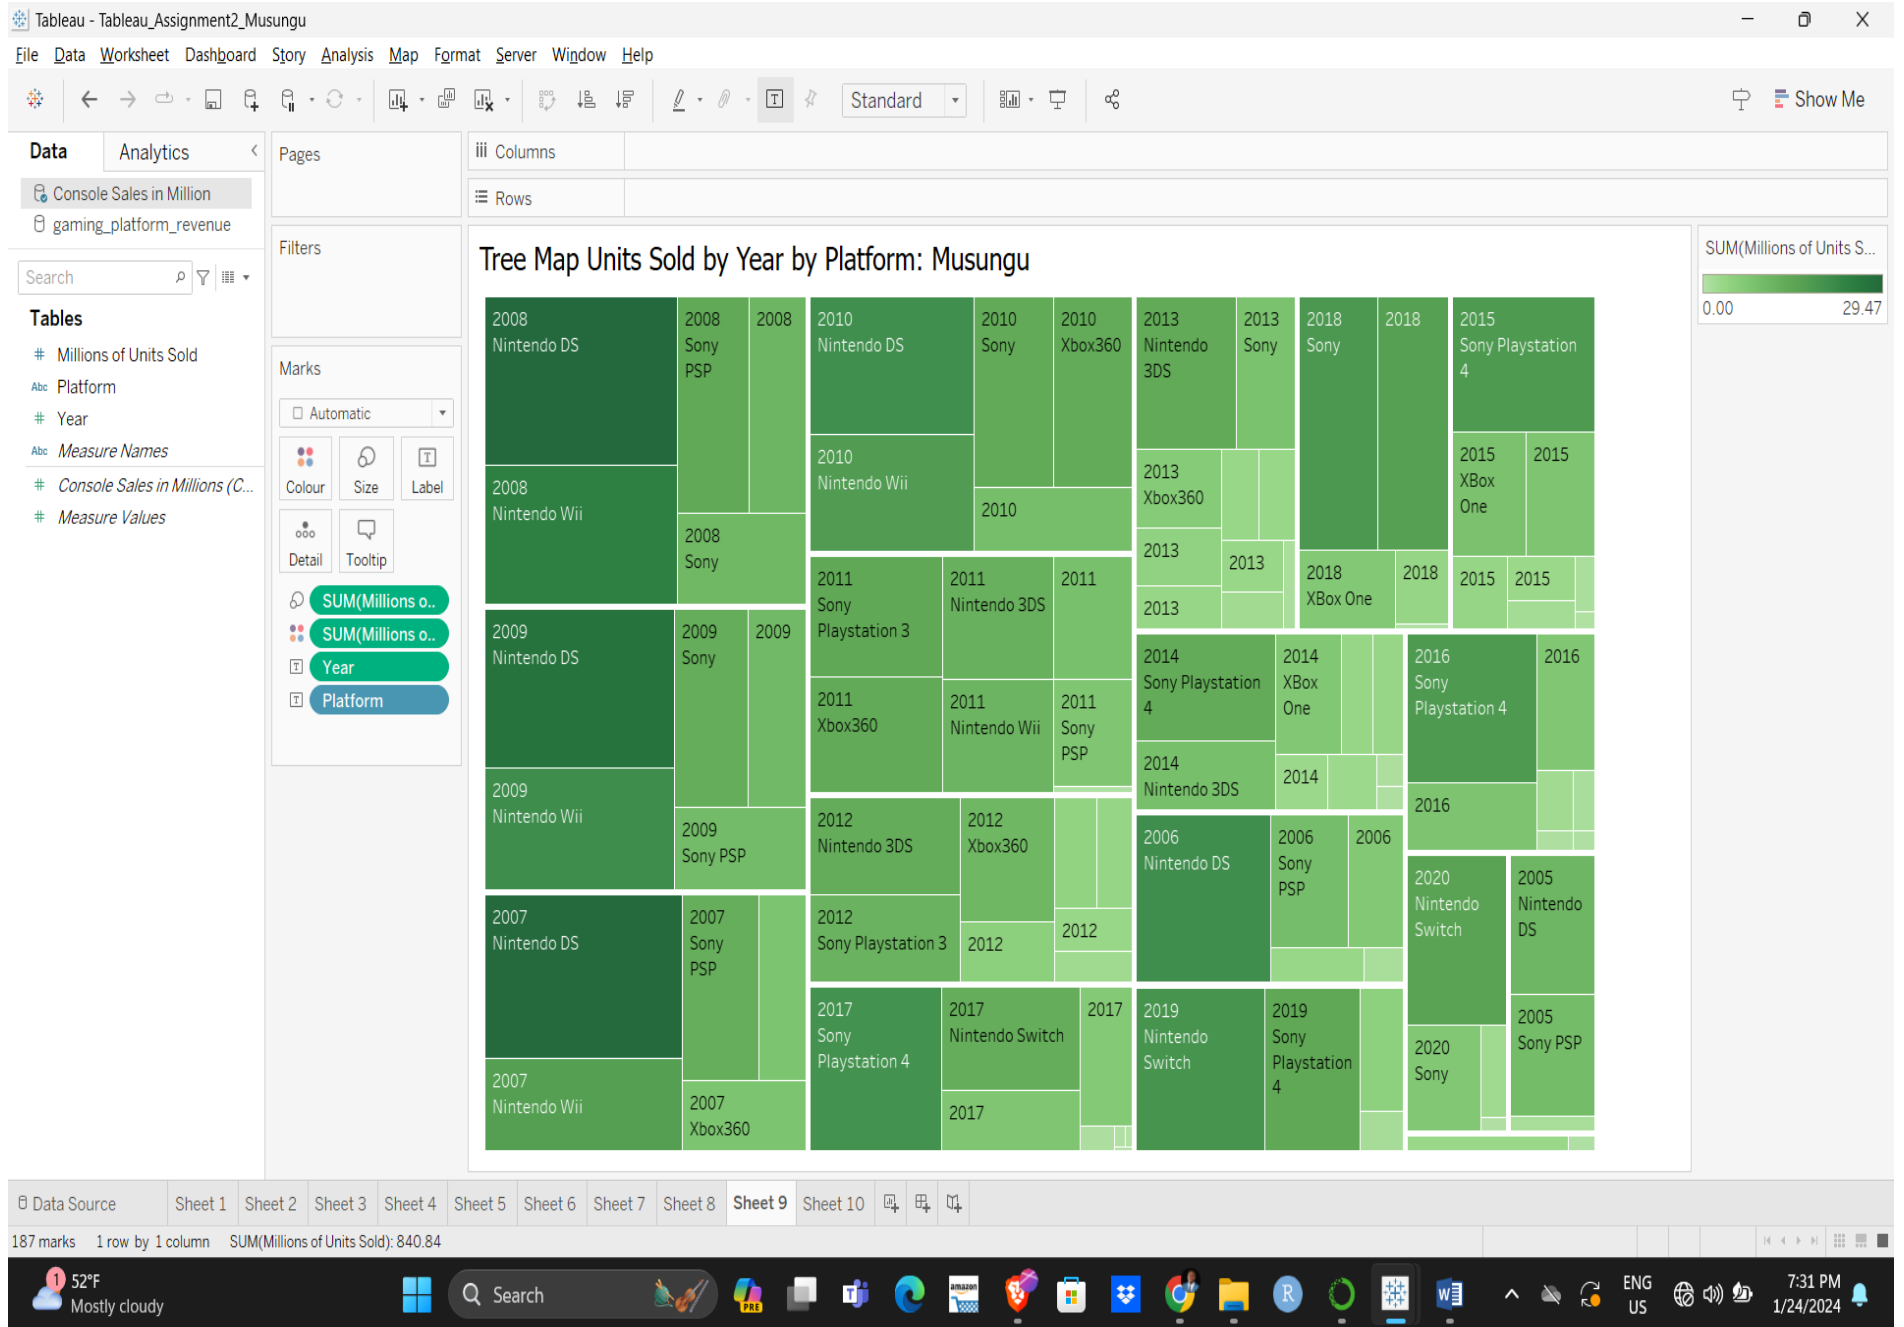 Tableau - Tableau_Assignment2_Musungu
File Data Worksheet Dashboard Story Analysis Map Format Server Window Help
Standard
Show Me
Data Analytics
Console Sales in Million
gaming_platform_revenue
Search
Tables
# Millions of Units Sold
Abc Platform
# Year
Abc Measure Names
# Console Sales in Millions (C...
# Measure Values
Pages
Filters
Marks
Automatic
Colour Size Label
Detail Tooltip
SUM(Millions o..
SUM(Millions o..
Year
Platform
Columns
Rows
Tree Map Units Sold by Year by Platform: Musungu
2008
Nintendo DS
2008
Sony
PSP
2008
2008
Nintendo Wii
2008
Sony
2009
Nintendo DS
2009
Sony
2009
2009
Nintendo Wii
2009
Sony PSP
2007
Nintendo DS
2007
Sony
PSP
2007
Nintendo Wii
2007
Xbox360
2010
Nintendo DS
2010
Sony
2010
Xbox360
2010
Nintendo Wii
2010
2011
Sony
Playstation 3
2011
Nintendo 3DS
2011
2011
Xbox360
2011
Nintendo Wii
2011
Sony
PSP
2012
Nintendo 3DS
2012
Xbox360
2012
Sony Playstation 3
2012
2012
2017
Sony
Playstation 4
2017
Nintendo Switch
2017
2017
2013
Nintendo
3DS
2013
Sony
2013
Xbox360
2013
2013
2013
2018
Sony
2018
2018
XBox One
2018
2015
Sony Playstation
4
2015
XBox
One
2015
2015
2015
2014
Sony Playstation
4
2014
XBox
One
2014
Nintendo 3DS
2014
2016
Sony
Playstation 4
2016
2016
2006
Nintendo DS
2006
Sony
PSP
2006
2019
Nintendo
Switch
2019
Sony
Playstation
4
2020
Nintendo
Switch
2020
Sony
2005
Nintendo
DS
2005
Sony PSP
SUM(Millions of Units S...
0.00 29.47
Data Source Sheet 1 Sheet 2 Sheet 3 Sheet 4 Sheet 5 Sheet 6 Sheet 7 Sheet 8 Sheet 9 Sheet 10
187 marks 1 row by 1 column SUM(Millions of Units Sold): 840.84
1
52°F
Mostly cloudy
Search
PRE
amazon
R
ENG
US
7:31 PM
1/24/2024